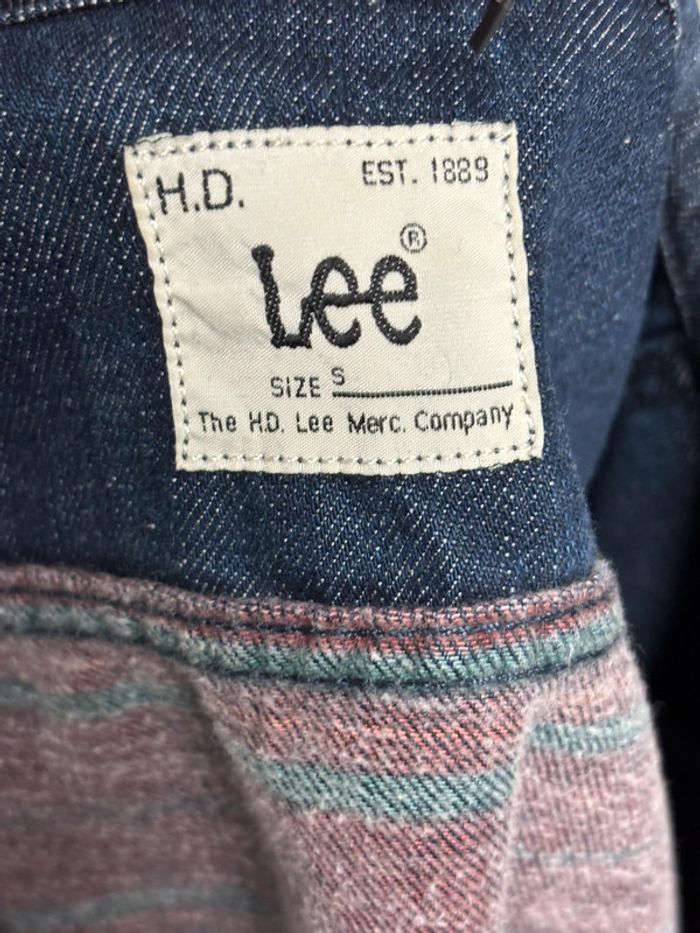 H.D. EST. 1889
Lee®
SIZE S
The H.D. Lee Merc. Company